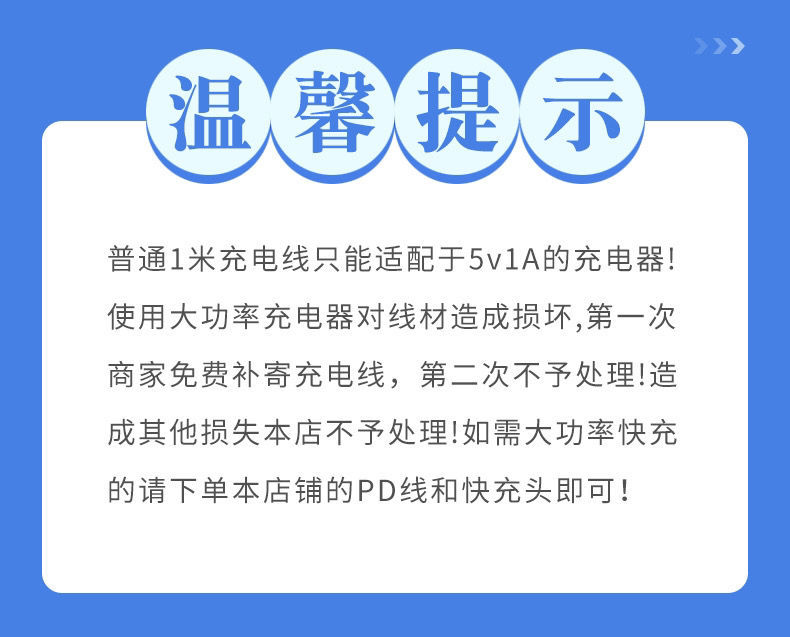 温馨提示
普通1米充电线只能适配于5v1A的充电器!
使用大功率充电器对线材造成损坏,第一次
商家免费补寄充电线，第二次不予处理!造
成其他损失本店不予处理!如需大功率快充
的请下单本店铺的PD线和快充头即可！